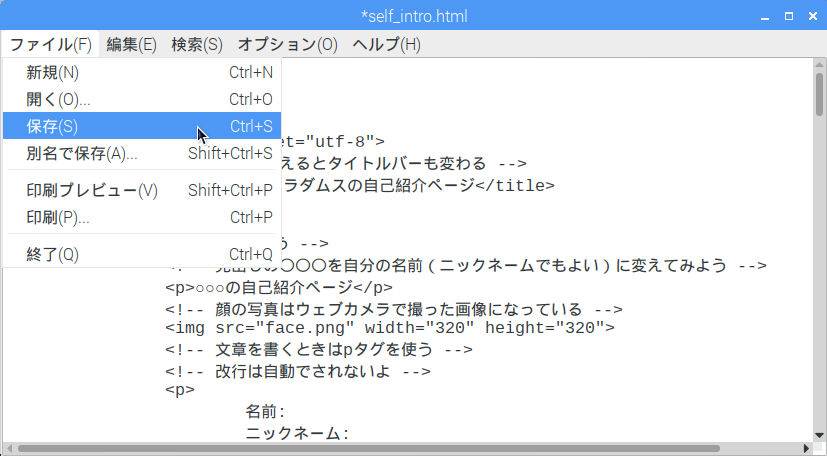 *self_intro.html
ファイル(F) 編集(E) 検索(S) オプション(O) ヘルプ(H)
新規(N) Ctrl+N
開く(O)... Ctrl+O
保存(S) Ctrl+S
別名で保存(A)... Shift+Ctrl+S
印刷プレビュー(V) Shift+Ctrl+P
印刷(P)... Ctrl+P
終了(Q) Ctrl+Q
et="utf-8">
えるとタイトルバーも変わる -->
ラダムスの自己紹介ページ</title>
う -->
〇〇〇を自分の名前(ニックネームでもよい)に変えてみよう -->
<p>○○○の自己紹介ページ</p>
<!-- 顔の写真はウェブカメラで撮った画像になっている -->
<img src="face.png" width="320" height="320">
<!-- 文章を書くときはpタグを使う -->
<!-- 改行は自動でされないよ -->
<p>
名前:
ニックネーム: